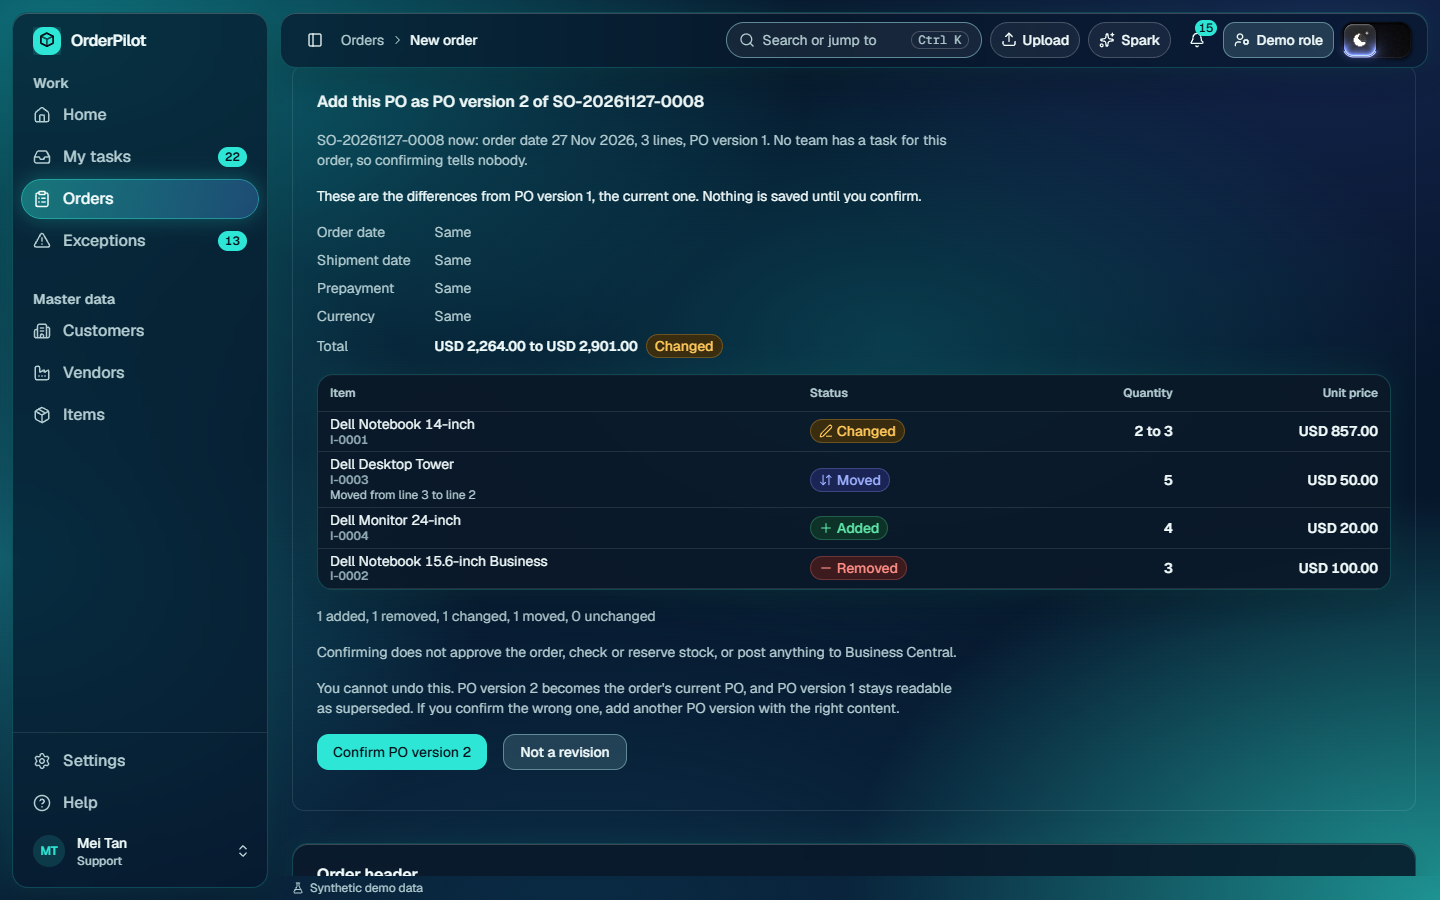 OrderPilot
Work
Home
My tasks 22
Orders
Exceptions 13
Master data
Customers
Vendors
Items
Settings
Help
MT
Mei Tan
Support
Orders > New order
Search or jump to Ctrl K
Upload
Spark
15
Demo role
Add this PO as PO version 2 of SO-20261127-0008
SO-20261127-0008 now: order date 27 Nov 2026, 3 lines, PO version 1. No team has a task for this
order, so confirming tells nobody.
These are the differences from PO version 1, the current one. Nothing is saved until you confirm.
Order date Same
Shipment date Same
Prepayment Same
Currency Same
Total USD 2,264.00 to USD 2,901.00 Changed
Item Status Quantity Unit price
Dell Notebook 14-inch
I-0001
Changed 2 to 3 USD 857.00
Dell Desktop Tower
I-0003
Moved from line 3 to line 2
Moved 5 USD 50.00
Dell Monitor 24-inch
I-0004
Added 4 USD 20.00
Dell Notebook 15.6-inch Business
I-0002
Removed 3 USD 100.00
1 added, 1 removed, 1 changed, 1 moved, 0 unchanged
Confirming does not approve the order, check or reserve stock, or post anything to Business Central.
You cannot undo this. PO version 2 becomes the order's current PO, and PO version 1 stays readable
as superseded. If you confirm the wrong one, add another PO version with the right content.
Confirm PO version 2
Not a revision
Order header
Synthetic demo data